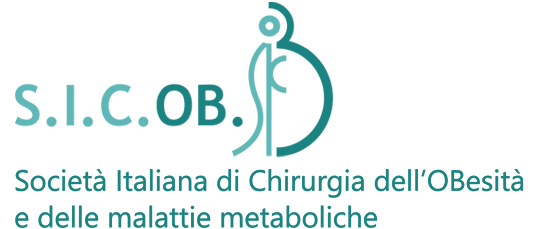 S.I.C.OB.
Società Italiana di Chirurgia dell'OBesità
e delle malattie metaboliche